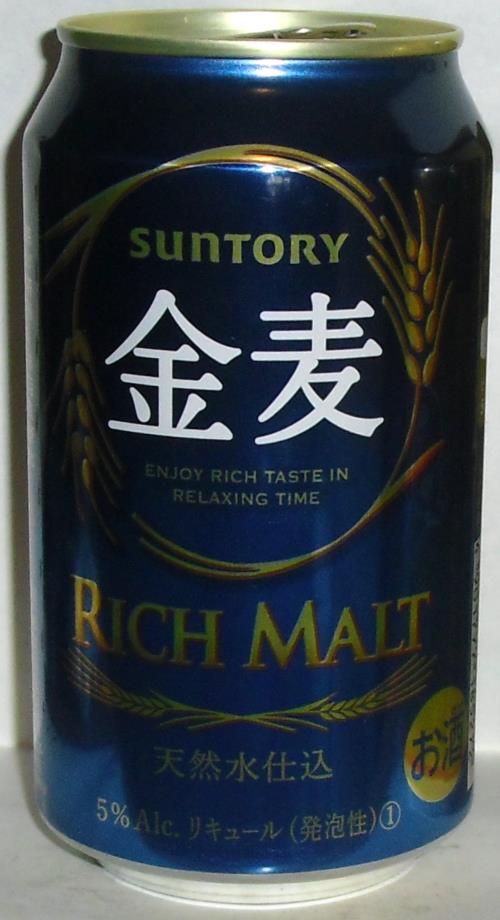 SUNTORY
金麦
ENJOY RICH TASTE IN
RELAXING TIME
RICH MALT
天然水仕込
お酒
5%Alc. リキュール(発泡性)①